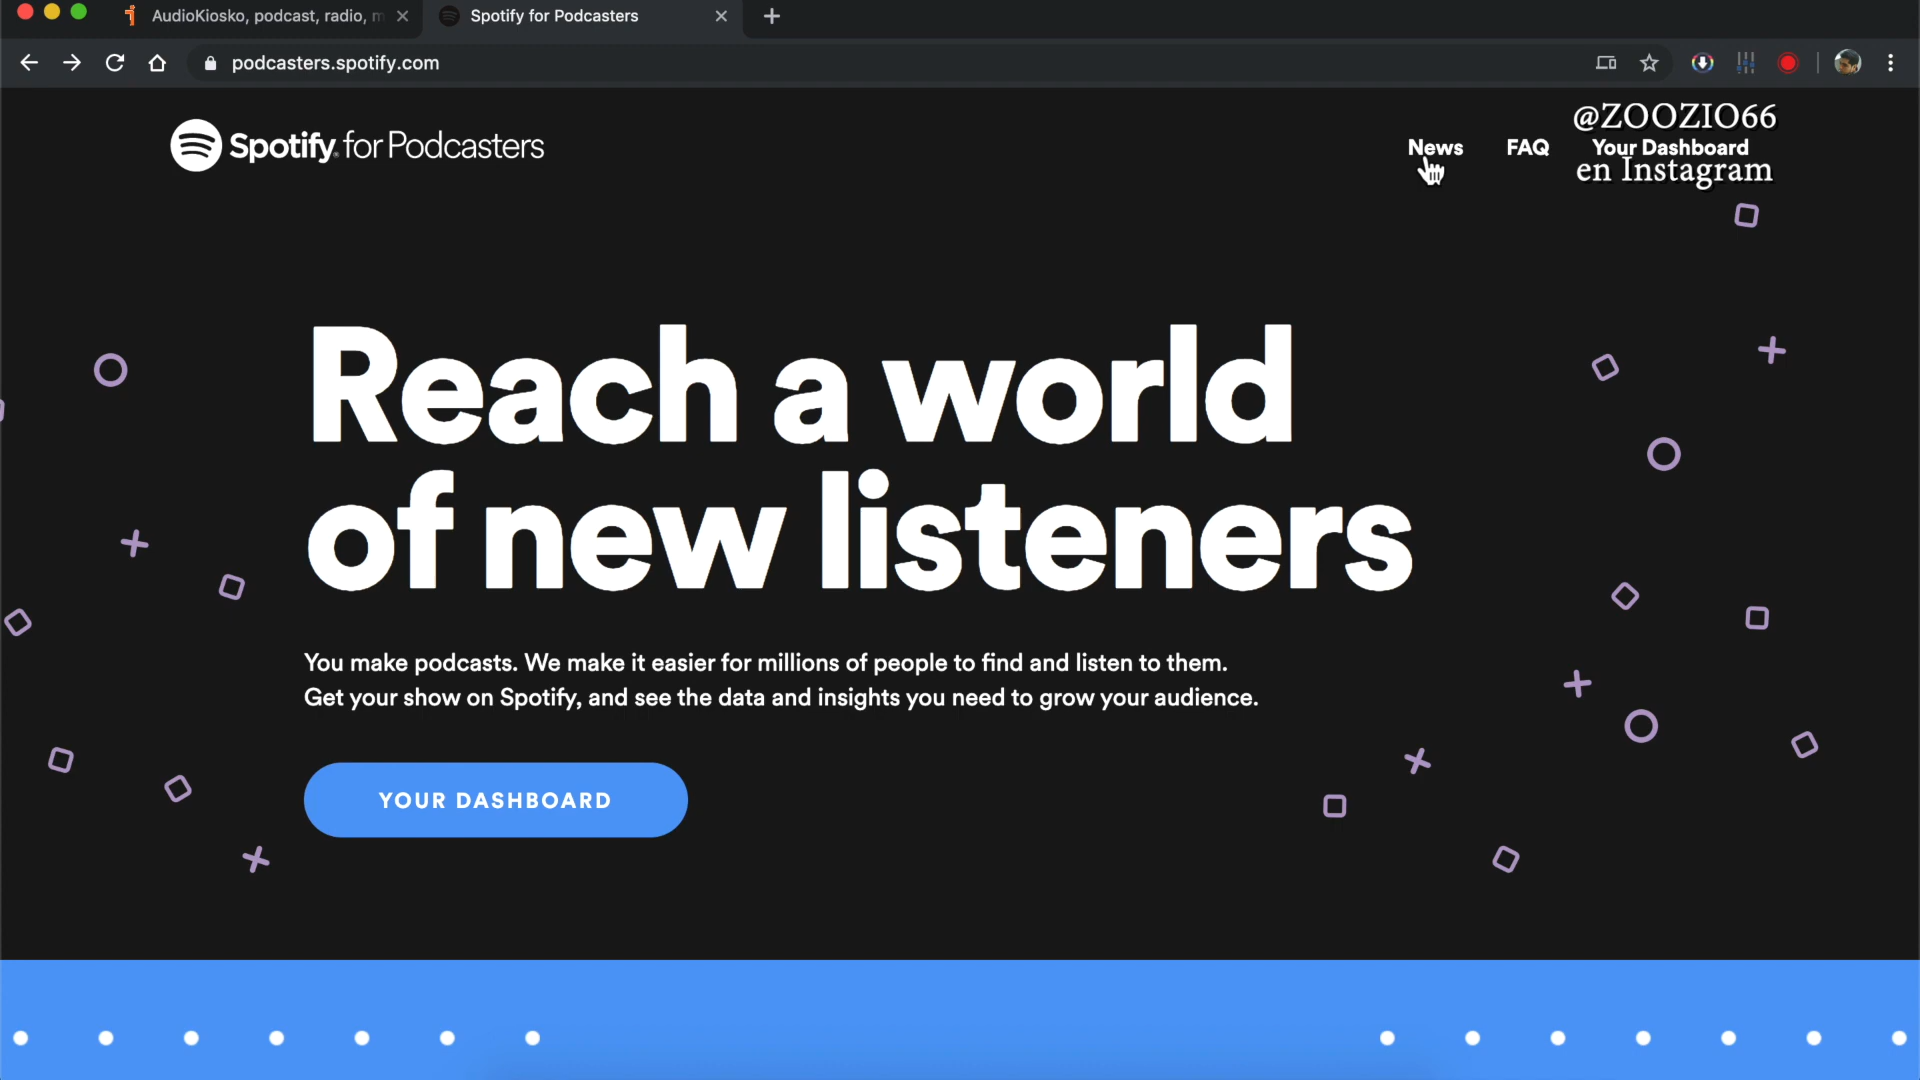 AudioKiosko, podcast, radio, m
Spotify for Podcasters
podcasters.spotify.com
Spotify for Podcasters
News
FAQ
Your Dashboard
@ZOOZIO66
en Instagram
Reach a world
of new listeners
You make podcasts. We make it easier for millions of people to find and listen to them.
Get your show on Spotify, and see the data and insights you need to grow your audience.
YOUR DASHBOARD